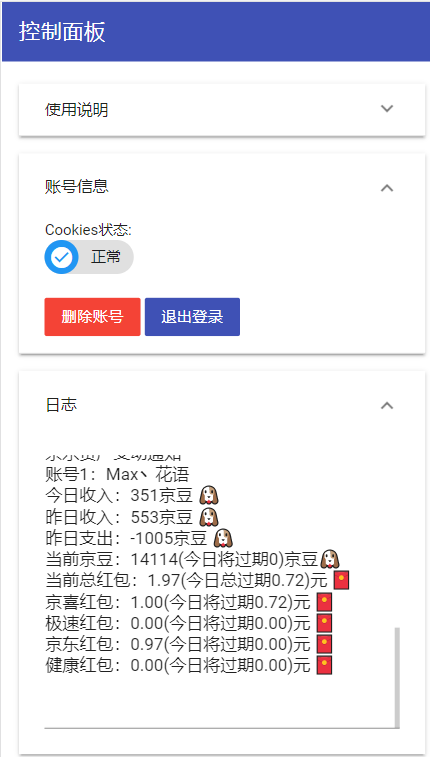 控制面板
使用说明
账号信息
Cookies状态:
正常
删除账号 退出登录
日志
京东资产变动通知
账号1：Max丶花语
今日收入：351京豆 🐶
昨日收入：553京豆 🐶
昨日支出：-1005京豆 🐶
当前京豆：14114(今日将过期0)京豆🐶
当前总红包：1.97(今日总过期0.72)元 🧧
京喜红包：1.00(今日将过期0.72)元 🧧
极速红包：0.00(今日将过期0.00)元 🧧
京东红包：0.97(今日将过期0.00)元 🧧
健康红包：0.00(今日将过期0.00)元 🧧